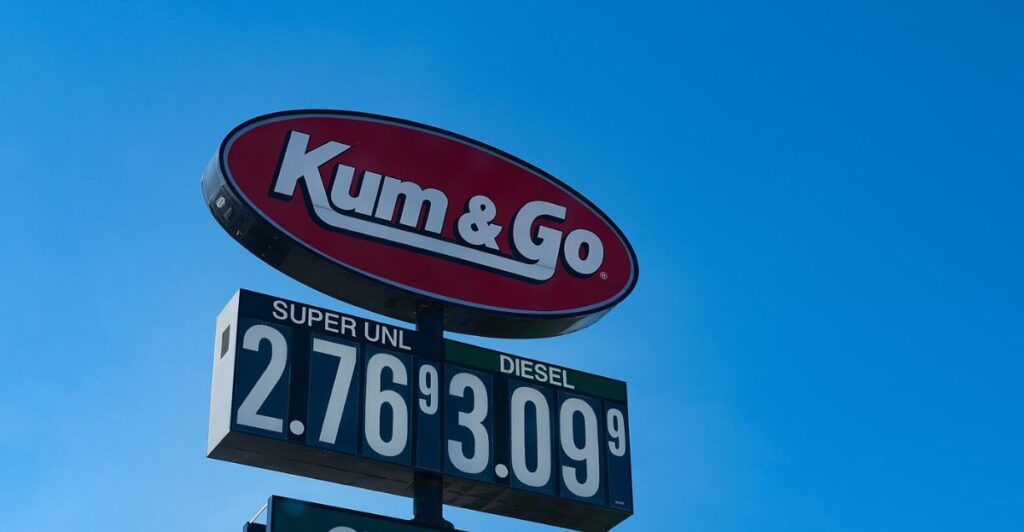 Kum & Go
SUPER UNL
2.76 9
DIESEL
3.09 9